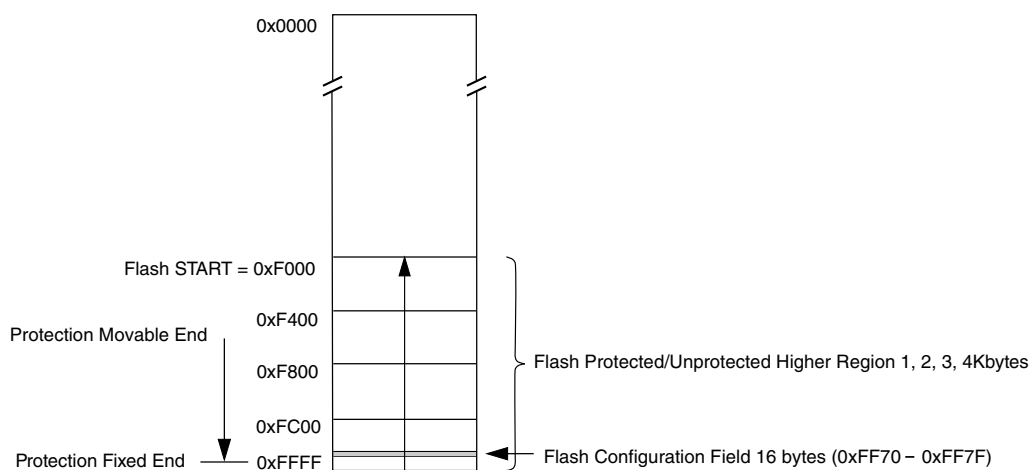 0x0000
Flash START = 0xF000
0xF400
Protection Movable End
Flash Protected/Unprotected Higher Region 1, 2, 3, 4Kbytes
0xF800
0xFC00
Flash Configuration Field 16 bytes (0xFF70 – 0xFF7F)
Protection Fixed End
0xFFFF